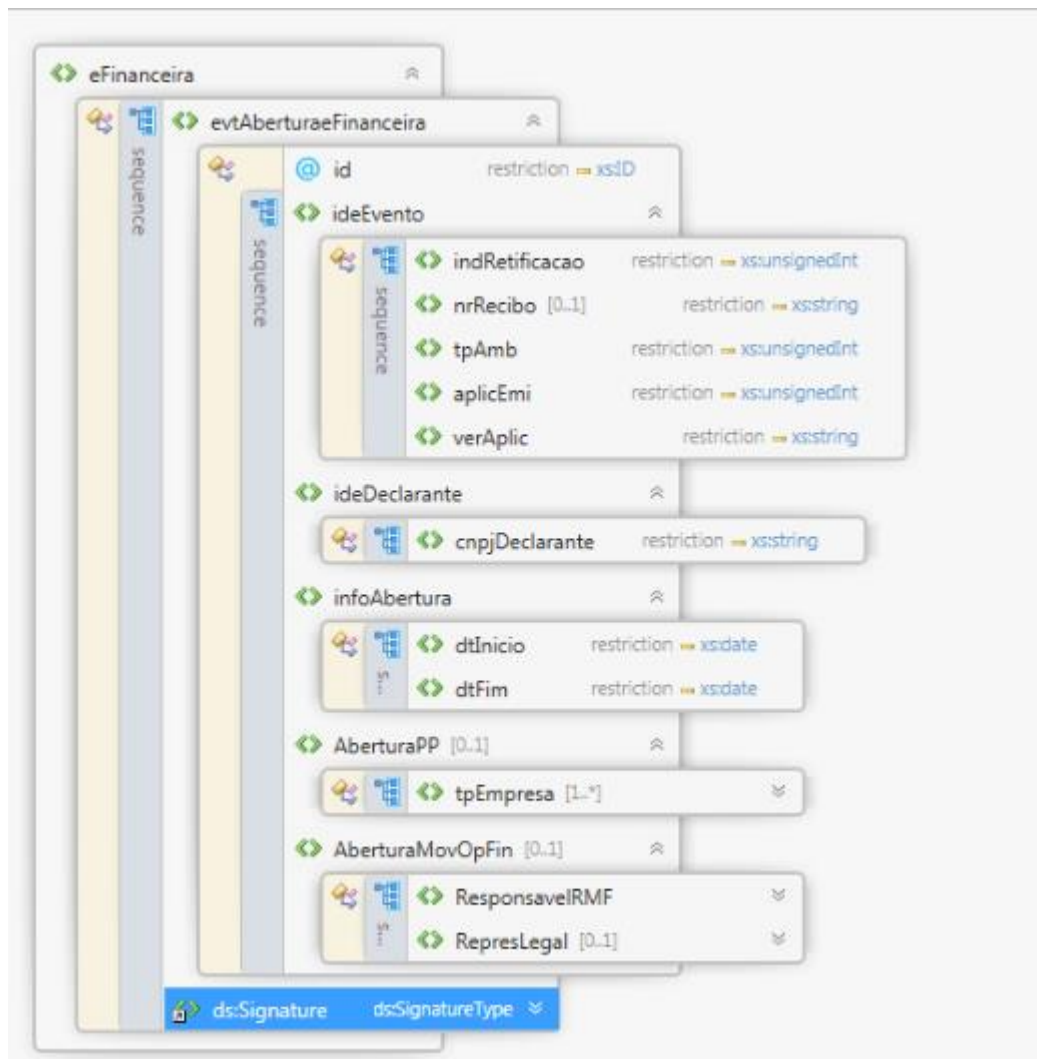 eFinanceira
sequence
evtAberturaeFinanceira
sequence
id restriction xs:ID
ideEvento
sequence
indRetificacao restriction xs:unsignedInt
nrRecibo [0..1] restriction xs:string
tpAmb restriction xs:unsignedInt
aplicEmi restriction xs:unsignedInt
verAplic restriction xs:string
ideDeclarante
cnpjDeclarante restriction xs:string
infoAbertura
s...
dtInicio restriction xs:date
dtFim restriction xs:date
AberturaPP [0..1]
tpEmpresa [1..*]
AberturaMovOpFin [0..1]
s...
ResponsavelRMF
RepresLegal [0..1]
ds:Signature ds:SignatureType